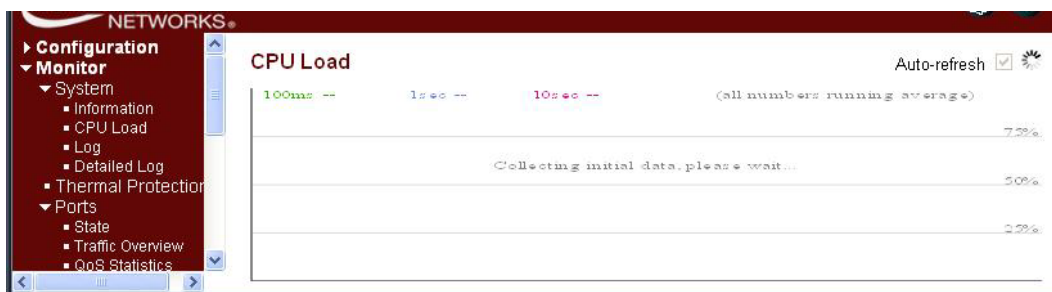 NETWORKS®
Configuration
Monitor
System
Information
CPU Load
Log
Detailed Log
Thermal Protection
Ports
State
Traffic Overview
QoS Statistics
CPU Load
Auto-refresh
100ms -- 1sec -- 10sec -- (all numbers running average)
75%
Collecting initial data, please wait...
50%
25%